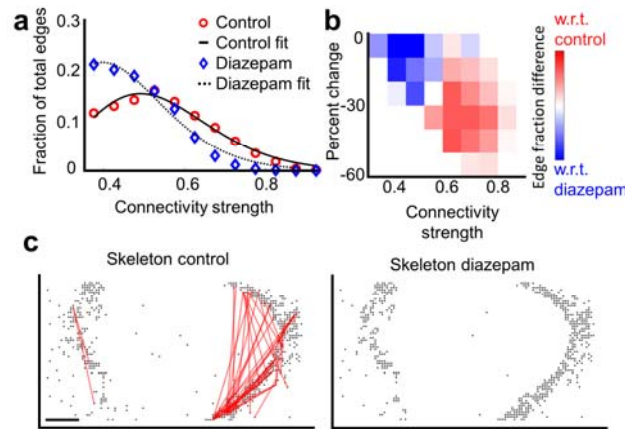 a
0.3
0.2
0.1
0
Fraction of total edges
Control
Control fit
Diazepam
Diazepam fit
0.4 0.6 0.8
Connectivity strength
b
0
-30
-60
Percent change
0.4 0.6 0.8
Connectivity
strength
w.r.t.
control
Edge fraction difference
w.r.t.
diazepam
c
Skeleton control
Skeleton diazepam